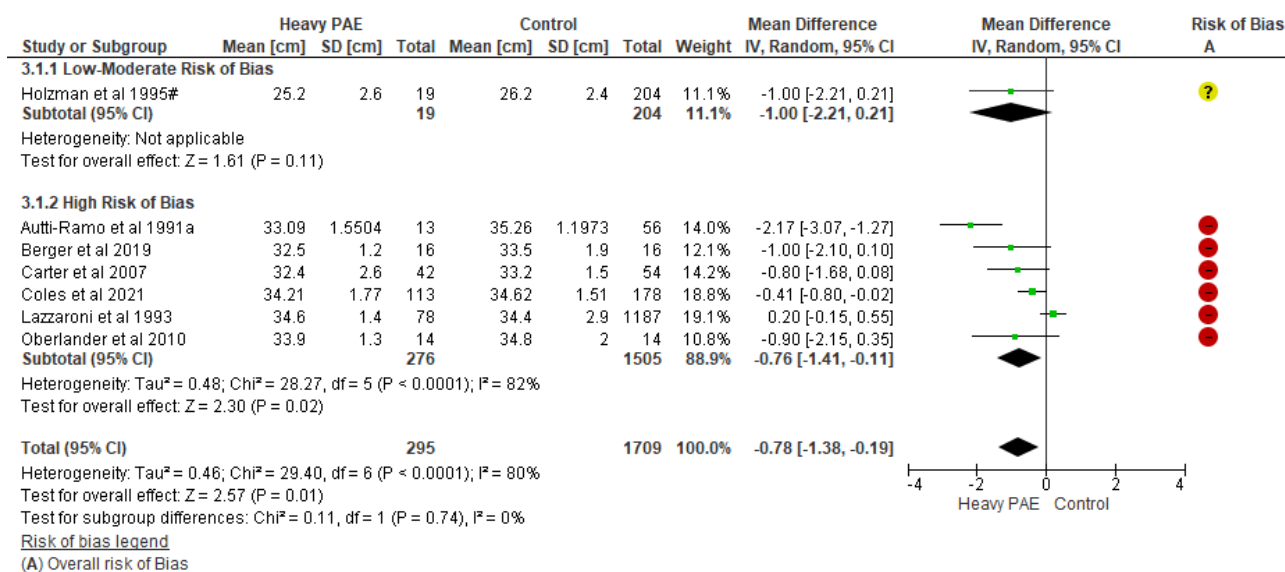 Heavy PAE Control Mean Difference Mean Difference Risk of Bias
Study or Subgroup Mean [cm] SD [cm] Total Mean [cm] SD [cm] Total Weight IV, Random, 95% CI IV, Random, 95% CI A
3.1.1 Low-Moderate Risk of Bias
Holzman et al 1995# 25.2 2.6 19 26.2 2.4 204 11.1% -1.00 [-2.21, 0.21] ?
Subtotal (95% CI) 19 204 11.1% -1.00 [-2.21, 0.21]
Heterogeneity: Not applicable
Test for overall effect: Z = 1.61 (P = 0.11)
3.1.2 High Risk of Bias
Autti-Ramo et al 1991a 33.09 1.5504 13 35.26 1.1973 56 14.0% -2.17 [-3.07, -1.27] -
Berger et al 2019 32.5 1.2 16 33.5 1.9 16 12.1% -1.00 [-2.10, 0.10] -
Carter et al 2007 32.4 2.6 42 33.2 1.5 54 14.2% -0.80 [-1.68, 0.08] -
Coles et al 2021 34.21 1.77 113 34.62 1.51 178 18.8% -0.41 [-0.80, -0.02] -
Lazzaroni et al 1993 34.6 1.4 78 34.4 2.9 1187 19.1% 0.20 [-0.15, 0.55] -
Oberlander et al 2010 33.9 1.3 14 34.8 2 14 10.8% -0.90 [-2.15, 0.35] -
Subtotal (95% CI) 276 1505 88.9% -0.76 [-1.41, -0.11]
Heterogeneity: Tau² = 0.48; Chi² = 28.27, df = 5 (P < 0.0001); I² = 82%
Test for overall effect: Z = 2.30 (P = 0.02)
Total (95% CI) 295 1709 100.0% -0.78 [-1.38, -0.19]
Heterogeneity: Tau² = 0.46; Chi² = 29.40, df = 6 (P < 0.0001); I² = 80%
-4 -2 0 2 4
Test for overall effect: Z = 2.57 (P = 0.01)
Heavy PAE Control
Test for subgroup differences: Chi² = 0.11, df = 1 (P = 0.74), I² = 0%
Risk of bias legend
(A) Overall risk of Bias